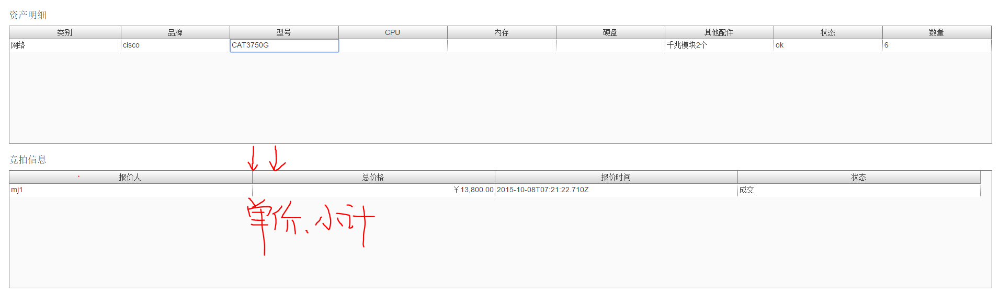 资产明细
类别 品牌 型号 CPU 内存 硬盘 其他配件 状态 数量
网络 cisco CAT3750G 千兆模块2个 ok 6
竞拍信息
报价人 总价格 报价时间 状态
mj1 ￥13,800.00 2015-10-08T07:21:22.710Z 成交
单价、小计